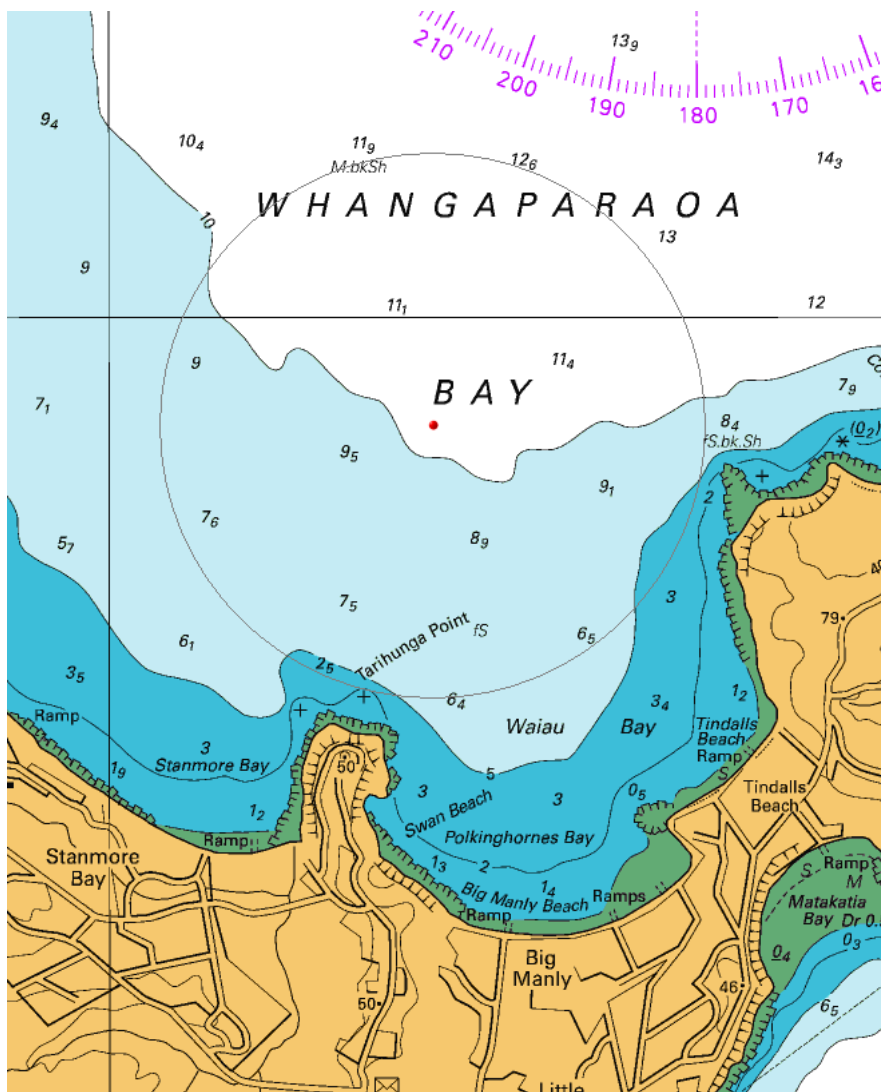 210
200
190
180
170
13₉
9₄
10₄
11₉
M.bkSh
12₆
14₃
WHANGAPARAOA
10
13
9
11₁
12
9
11₄
7₁
BAY
7₉
8₄
fS.bk.Sh
(0₂)
9₅
9₁
2
7₆
8₉
5₇
7₅
3
79
6₁
2₅
Tarihunga Point
fS
6₅
3₅
6₄
3₄
1₂
Ramp
Waiau Bay
Tindalls
Beach
Ramp
S
3
Stanmore Bay
50
5
1₉
3
3
0₅
Tindalls
Beach
1₂
Swan Beach
Polkinghornes Bay
Ramp
Stanmore
Bay
1₃
2
1₄
Big Manly Beach
Ramps
Ramp
Ramp
S
M
Matakatia
Bay
Dr 0.
0₄
0₃
Big
Manly
46
50
6₅
Little